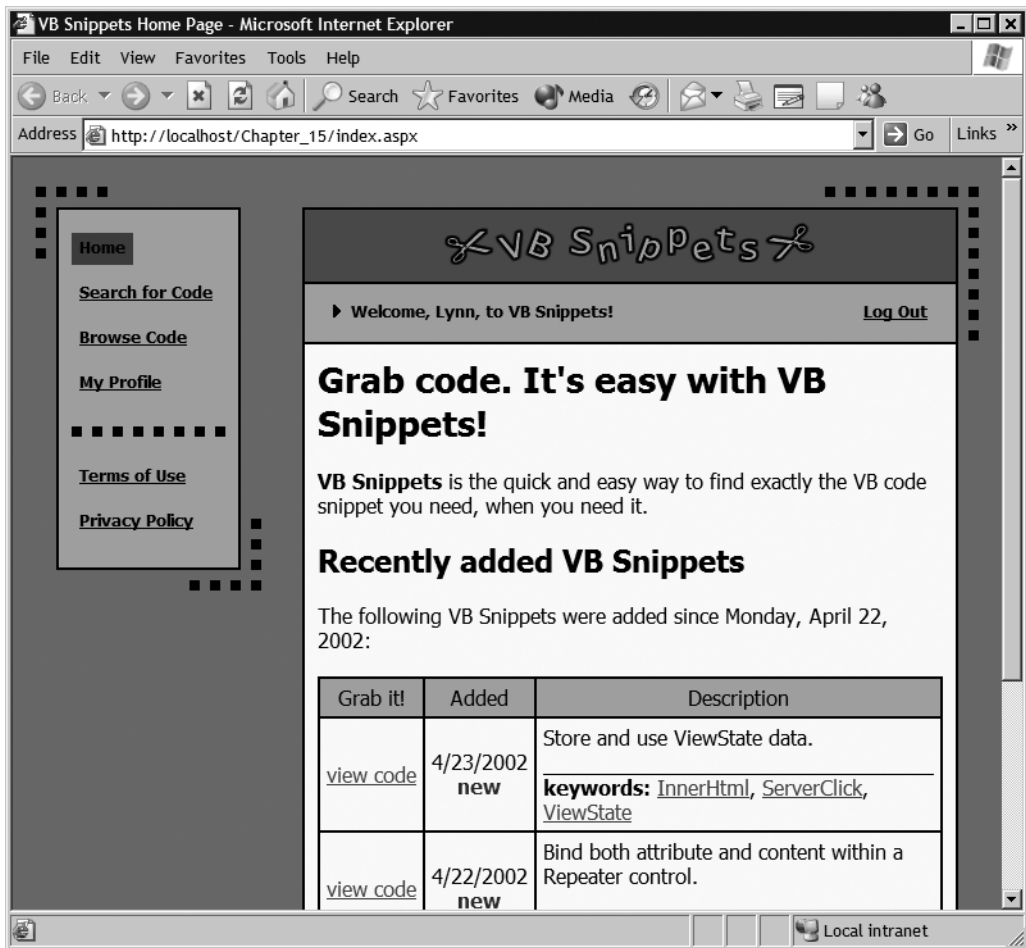 VB Snippets Home Page - Microsoft Internet Explorer
File Edit View Favorites Tools Help
Back Search Favorites Media
Address http://localhost/Chapter_15/index.aspx Go Links »
Home
Search for Code
Browse Code
My Profile
Terms of Use
Privacy Policy
VB Snippets
Welcome, Lynn, to VB Snippets! Log Out
Grab code. It's easy with VB
Snippets!
VB Snippets is the quick and easy way to find exactly the VB code
snippet you need, when you need it.
Recently added VB Snippets
The following VB Snippets were added since Monday, April 22,
2002:
Grab it! Added Description
view code
4/23/2002
new
Store and use ViewState data.
keywords: InnerHtml, ServerClick,
ViewState
view code
4/22/2002
new
Bind both attribute and content within a
Repeater control.
Local intranet